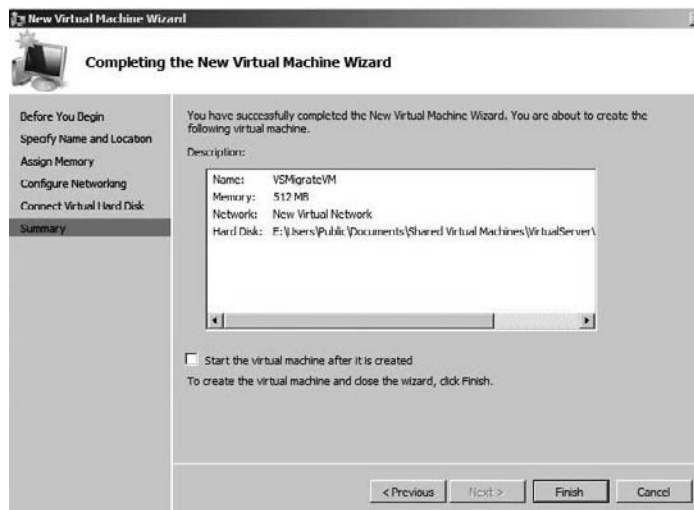 New Virtual Machine Wizard
Completing the New Virtual Machine Wizard
Before You Begin
Specify Name and Location
Assign Memory
Configure Networking
Connect Virtual Hard Disk
Summary
You have successfully completed the New Virtual Machine Wizard. You are about to create the
following virtual machine.
Description:
Name: VSMigrateVM
Memory: 512 MB
Network: New Virtual Network
Hard Disk: E:\Users\Public\Documents\Shared Virtual Machines\VirtualServer\
Start the virtual machine after it is created
To create the virtual machine and close the wizard, click Finish.
< Previous Next > Finish Cancel